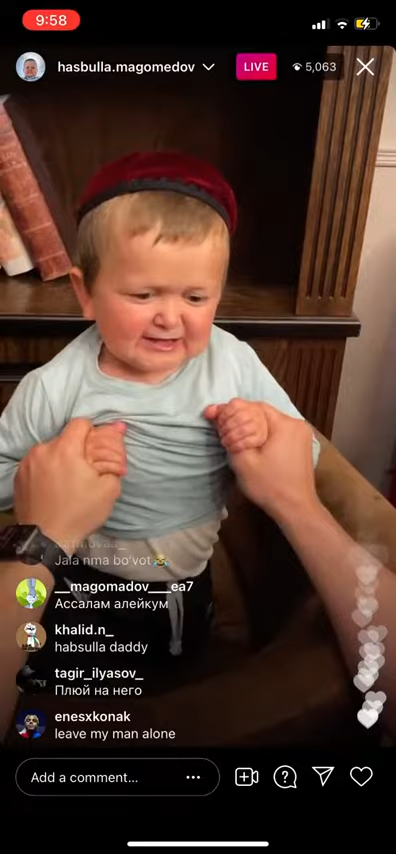 9:58
hasbulla.magomedov
LIVE
5,063
Jala nma bo'vot😂
__magomadov___ea7
Ассалам алейкум
khalid.n_
habsulla daddy
tagir_ilyasov_
Плюй на него
enesxkonak
leave my man alone
Add a comment...